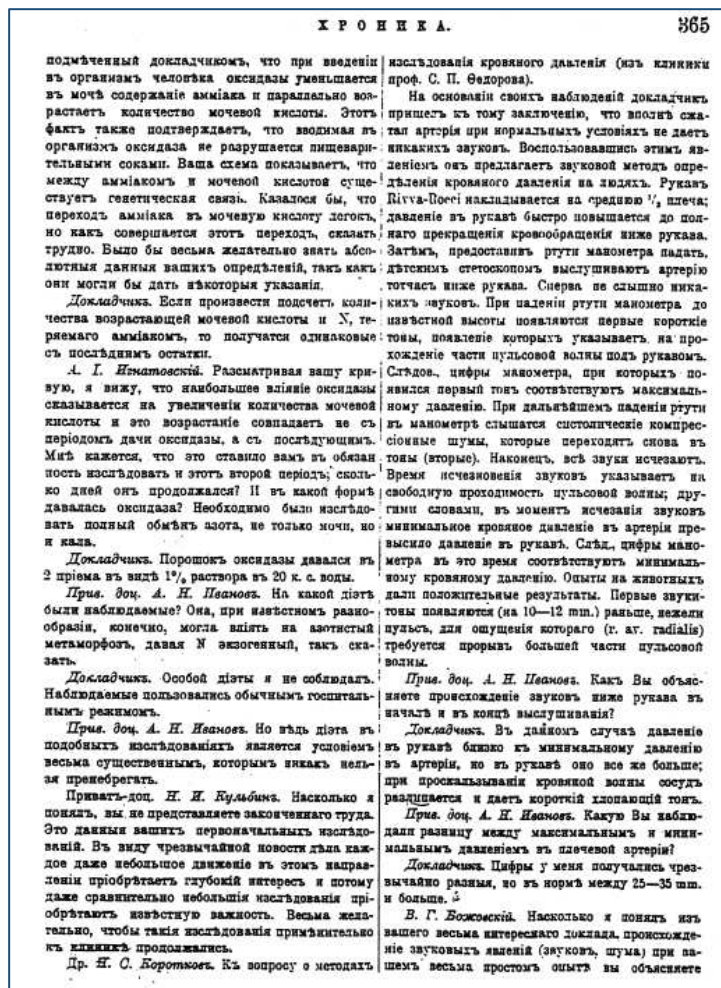 ХРОНИКА. 365
подмѣченный докладчикомъ, что при введеніи
въ организмъ человѣка оксидазы уменьшается
въ мочѣ содержаніе амміака и параллельно воз-
растаетъ количество мочевой кислоты. Этотъ
фактъ также подтверждаетъ, что вводимая въ
организмъ оксидаза не разрушается пищевари-
тельными соками. Ваша схема показываетъ, что
между амміакомъ и мочевой кислотой суще-
ствуетъ генетическая связь. Казалося бы, что
переходъ амміака въ мочевую кислоту легокъ,
но какъ совершается этотъ переходъ, сказать
трудно. Было бы весьма желательно знать абсо-
лютныя данныя вашихъ опредѣленій, такъ какъ
они могли бы дать нѣкоторыя указанія.
Докладчикъ. Если произвести подсчетъ коли-
чества возрастающей мочевой кислоты и N, те-
ряемаго амміакомъ, то получатся одинаковые
съ послѣднимъ остатки.
А. І. Игнатовскій. Разсматривая вашу кри-
вую, я вижу, что наибольшее вліяніе оксидазы
сказывается на увеличеніи количества мочевой
кислоты и это возрастаніе совпадаетъ не съ
періодомъ дачи оксидазы, а съ послѣдующимъ.
Мнѣ кажется, что это ставило вамъ въ обязан
ность изслѣдовать и этотъ второй періодъ; сколь-
ко дней онъ продолжался? И въ какой формѣ
давалась оксидаза? Необходимо было изслѣдо-
вать полный обмѣнъ азота, не только мочи, но
и кала.
Докладчикъ. Порошокъ оксидазы давался въ
2 пріема въ видѣ 1% раствора въ 20 к. с. воды.
Прив. доц. А. Н. Ивановъ. На какой діэтѣ
были наблюдаемые? Она, при извѣстномъ разно-
образіи, конечно, могла вліять на азотистый
метаморфозъ, давая N экзогенный, такъ ска-
зать.
Докладчикъ. Особой діэты я не соблюдалъ.
Наблюдаемые пользовались обычнымъ госпиталь-
нымъ режимомъ.
Прив. доц. А. Н. Ивановъ. Но вѣдь діэта въ
подобныхъ изслѣдованіяхъ является условіемъ
весьма существеннымъ, которымъ никакъ нель-
зя пренебрегать.
Приватъ-доц. Н. И. Кульбинъ. Насколько я
понялъ, вы не представляете законченнаго труда.
Это данныя вашихъ первоначальныхъ изслѣдо-
ваній. Въ виду чрезвычайной новости дѣла каж-
дое даже небольшое движеніе въ этомъ направ-
леніи пріобрѣтаетъ глубокій интересъ и потому
даже сравнительно небольшія изслѣдованія прі-
обрѣтаютъ извѣстную важность. Весьма жела-
тельно, чтобы такія изслѣдованія примѣнительно
къ клиникѣ продолжались.
Др. Н. С. Коротковъ. Къ вопросу о методахъ
изслѣдованія кровяного давленія (изъ клиники
проф. С. П. Ѳедорова).
На основаніи своихъ наблюденій докладчикъ
пришелъ къ тому заключенію, что вполнѣ сжа-
тая артерія при нормальныхъ условіяхъ не даетъ
никакихъ звуковъ. Воспользовавшись этимъ яв-
леніемъ онъ предлагаетъ звуковой методъ опре-
дѣленія кровяного давленія на людяхъ. Рукавъ
Riva-Rocci накладывается на среднюю ⅓ плеча;
давленіе въ рукавѣ быстро повышается до пол-
наго прекращенія кровообращенія ниже рукава.
Затѣмъ, предоставивъ ртути манометра падать,
дѣтскимъ стетоскопомъ выслушиваютъ артерію
тотчасъ ниже рукава. Сперва не слышно ника-
кихъ звуковъ. При паденіи ртути манометра до
извѣстной высоты появляются первые короткіе
тоны, появленіе которыхъ указываетъ на про-
хожденіе части пульсовой волны подъ рукавомъ.
Слѣдов., цифры манометра, при которыхъ по-
явился первый тонъ соотвѣтствуютъ максималь-
ному давленію. При дальнѣйшемъ паденіи ртути
въ манометрѣ слышатся систолическіе компрес-
сіонные шумы, которые переходятъ снова въ
тоны (вторые). Наконецъ, всѣ звуки исчезаютъ.
Время исчезновенія звуковъ указываетъ на
свободную проходимость пульсовой волны; дру-
гими словами, въ моментъ исчезанія звуковъ
минимальное кровяное давленіе въ артеріи пре-
высило давленіе въ рукавѣ. Слѣд., цифры мано-
метра въ это время соотвѣтствуютъ минималь-
ному кровяному давленію. Опыты на животныхъ
дали положительные результаты. Первые звуки-
тоны появляются (на 10—12 mm.) раньше, нежели
пульсъ, для ощущенія котораго (r. ar. radialis)
требуется прорывъ большей части пульсовой
волны.
Прив. доц. А. Н. Ивановъ. Какъ Вы объяс-
няете происхожденіе звуковъ ниже рукава въ
началѣ и въ концѣ выслушиванія?
Докладчикъ. Въ данномъ случаѣ давленіе
въ рукавѣ близко къ минимальному давленію
въ артеріи, но въ рукавѣ оно все же больше;
при проскальзываніи кровяной волны сосудъ
разлипается и даетъ короткій хлопающій тонъ.
Прив. доц. А. Н. Ивановъ. Какую Вы наблю-
дали разницу между максимальнымъ и мини-
мальнымъ давленіемъ въ плечевой артеріи?
Докладчикъ. Цифры у меня получались чрез-
вычайно разныя, но въ нормѣ между 25—35 mm.
и больше.
В. Г. Божовскій. Насколько я понялъ изъ
вашего весьма интереснаго доклада, происхожде-
ніе звуковыхъ явленій (звуковъ, шума) при ва-
шемъ весьма простомъ опытѣ вы объясняете